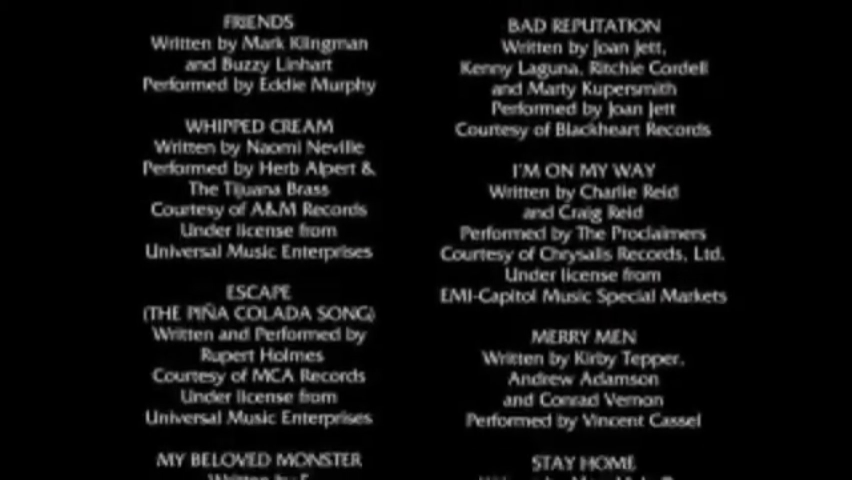 FRIENDS
Written by Mark Klingman
and Buzzy Linhart
Performed by Eddie Murphy
WHIPPED CREAM
Written by Naomi Neville
Performed by Herb Alpert &
The Tijuana Brass
Courtesy of A&M Records
Under license from
Universal Music Enterprises
ESCAPE
(THE PIÑA COLADA SONG)
Written and Performed by
Rupert Holmes
Courtesy of MCA Records
Under license from
Universal Music Enterprises
MY BELOVED MONSTER
Written by E
BAD REPUTATION
Written by Joan Jett,
Kenny Laguna, Ritchie Cordell
and Marty Kupersmith
Performed by Joan Jett
Courtesy of Blackheart Records
I'M ON MY WAY
Written by Charlie Reid
and Craig Reid
Performed by The Proclaimers
Courtesy of Chrysalis Records, Ltd.
Under license from
EMI-Capitol Music Special Markets
MERRY MEN
Written by Kirby Tepper,
Andrew Adamson
and Conrad Vernon
Performed by Vincent Cassel
STAY HOME